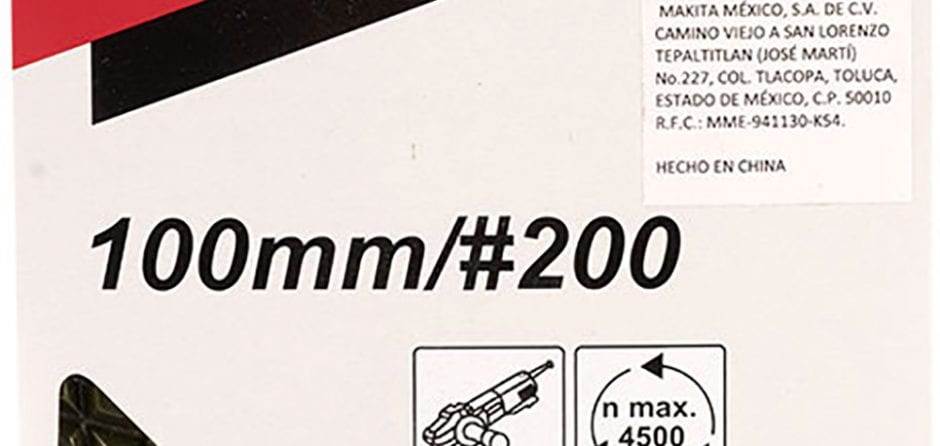 MAKITA MÉXICO, S.A. DE C.V.
CAMINO VIEJO A SAN LORENZO
TEPALTITLAN (JOSÉ MARTÍ)
No.227, COL. TLACOPA, TOLUCA,
ESTADO DE MÉXICO, C.P. 50010
R.F.C.: MME-941130-K54.
HECHO EN CHINA
100mm/#200
n max.
4500